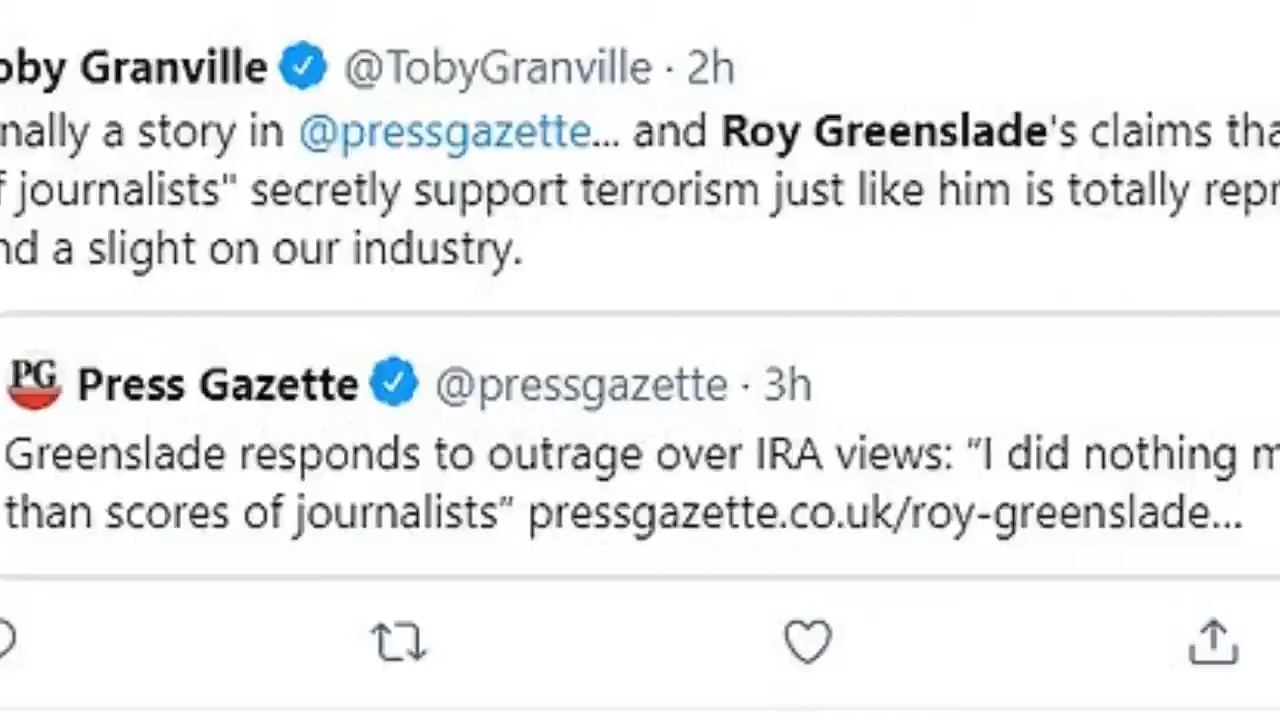 oby Granville @TobyGranville · 2h
nally a story in @pressgazette... and Roy Greenslade's claims tha
f journalists" secretly support terrorism just like him is totally repr
nd a slight on our industry.
PG Press Gazette @pressgazette · 3h
Greenslade responds to outrage over IRA views: “I did nothing m
than scores of journalists” pressgazette.co.uk/roy-greenslade...